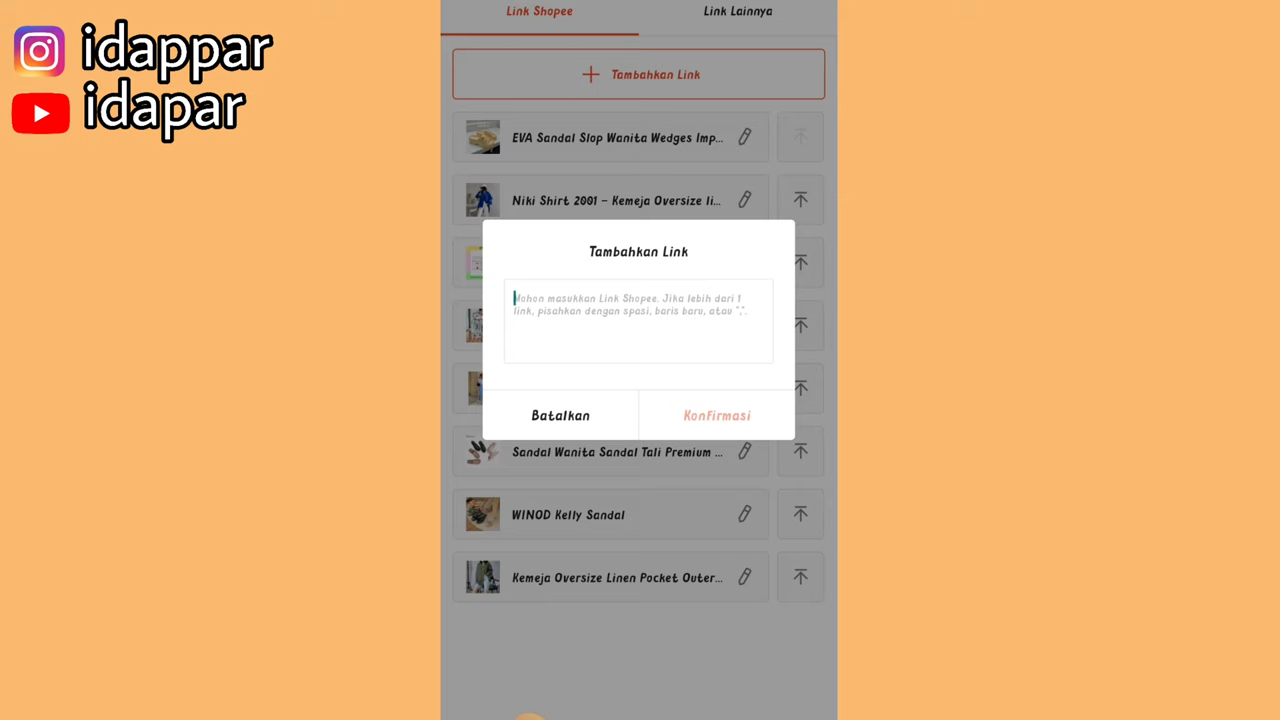 idappar
idapar
Link Shopee
Link Lainnya
Tambahkan Link
EVA Sandal Slop Wanita Wedges Imp...
Niki Shirt 2001 - Kemeja Oversize li...
Tambahkan Link
Mohon masukkan Link Shopee. Jika lebih dari 1
link, pisahkan dengan spasi, baris baru, atau ",".
Batalkan
Konfirmasi
Sandal Wanita Sandal Tali Premium ...
WINOD Kelly Sandal
Kemeja Oversize Linen Pocket Outer...